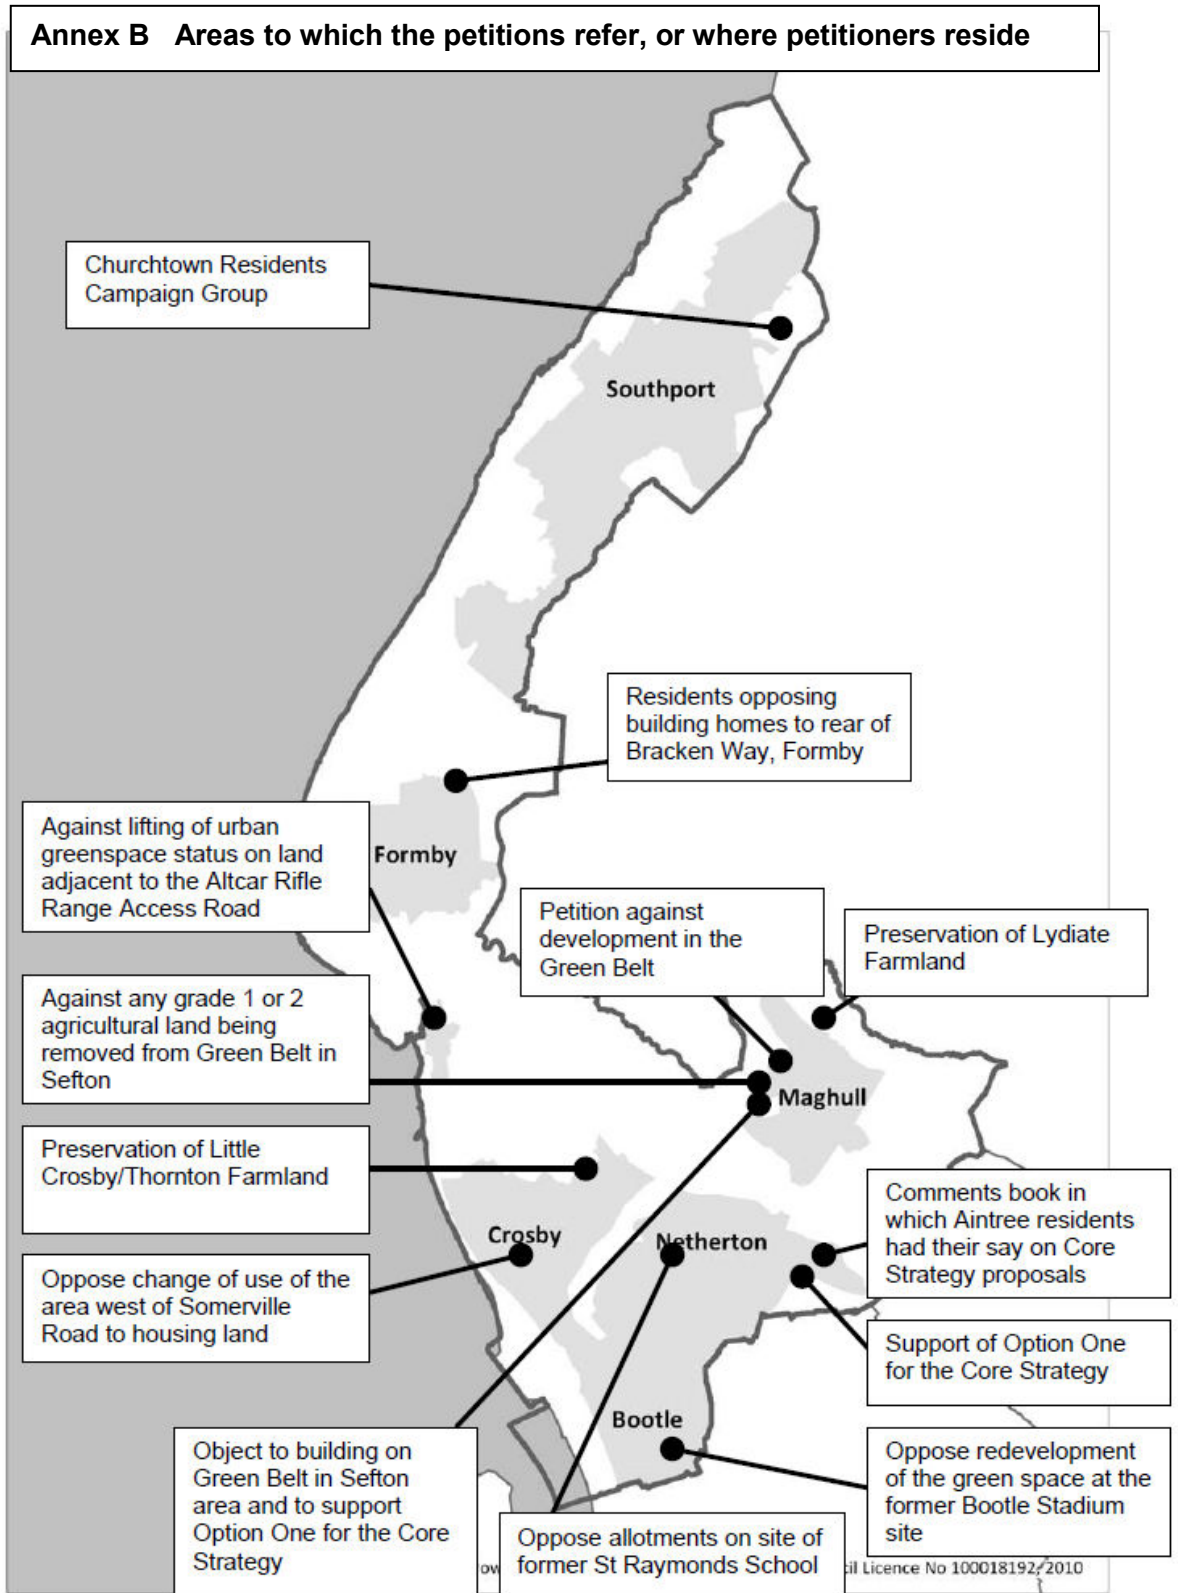 Annex B Areas to which the petitions refer, or where petitioners reside
Churchtown Residents
Campaign Group
Southport
Residents opposing
building homes to rear of
Bracken Way, Formby
Against lifting of urban
greenspace status on land
adjacent to the Altcar Rifle
Range Access Road
Formby
Petition against
development in the
Green Belt
Preservation of Lydiate
Farmland
Against any grade 1 or 2
agricultural land being
removed from Green Belt in
Sefton
Maghull
Preservation of Little
Crosby/Thornton Farmland
Comments book in
which Aintree residents
had their say on Core
Strategy proposals
Crosby
Netherton
Oppose change of use of the
area west of Somerville
Road to housing land
Support of Option One
for the Core Strategy
Bootle
Object to building on
Green Belt in Sefton
area and to support
Option One for the Core
Strategy
Oppose redevelopment
of the green space at the
former Bootle Stadium
site
Oppose allotments on site of
former St Raymonds School
Licence No 100018192, 2010